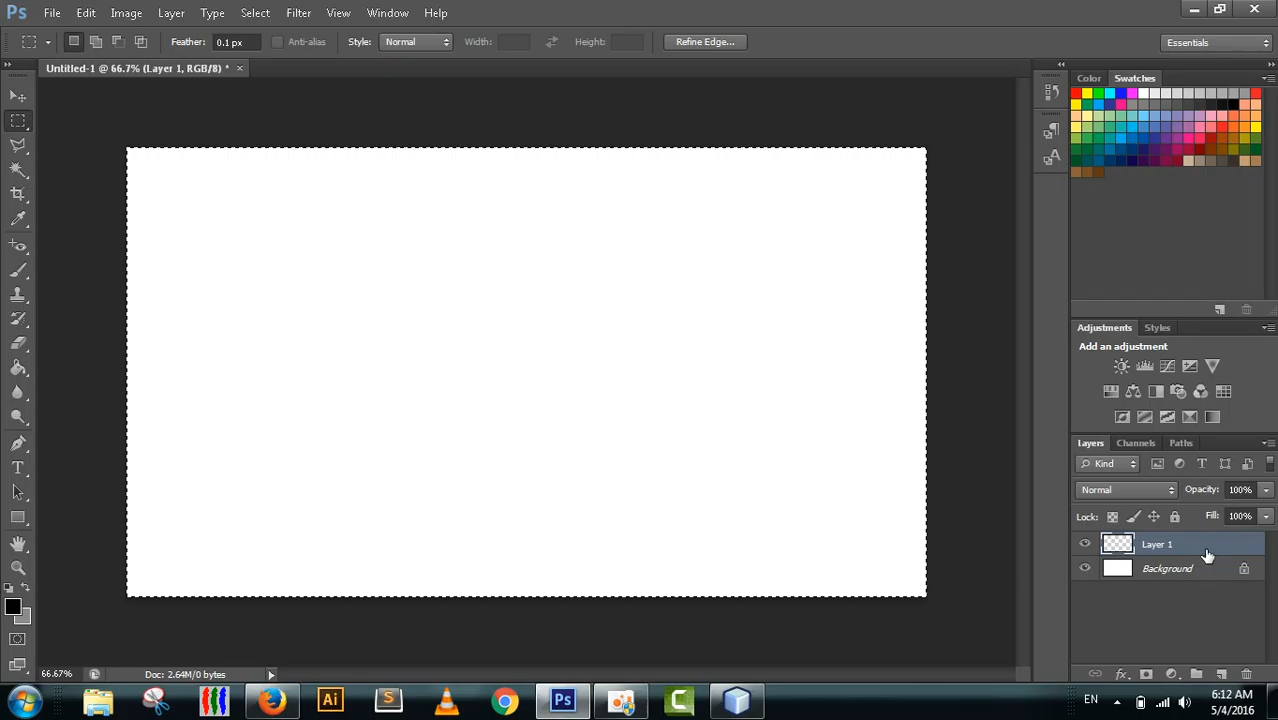 Ps File Edit Image Layer Type Select Filter View Window Help
Feather: 0.1 px Anti-alias Style: Normal Width: Height: Refine Edge... Essentials
Untitled-1 @ 66.7% (Layer 1, RGB/8) * ×
Color Swatches
Adjustments Styles
Add an adjustment
Layers Channels Paths
Kind
Normal Opacity: 100%
Lock: Fill: 100%
Layer 1
Background
66.67% Doc: 2.64M/0 bytes
Ai S Ps EN 6:12 AM
5/4/2016